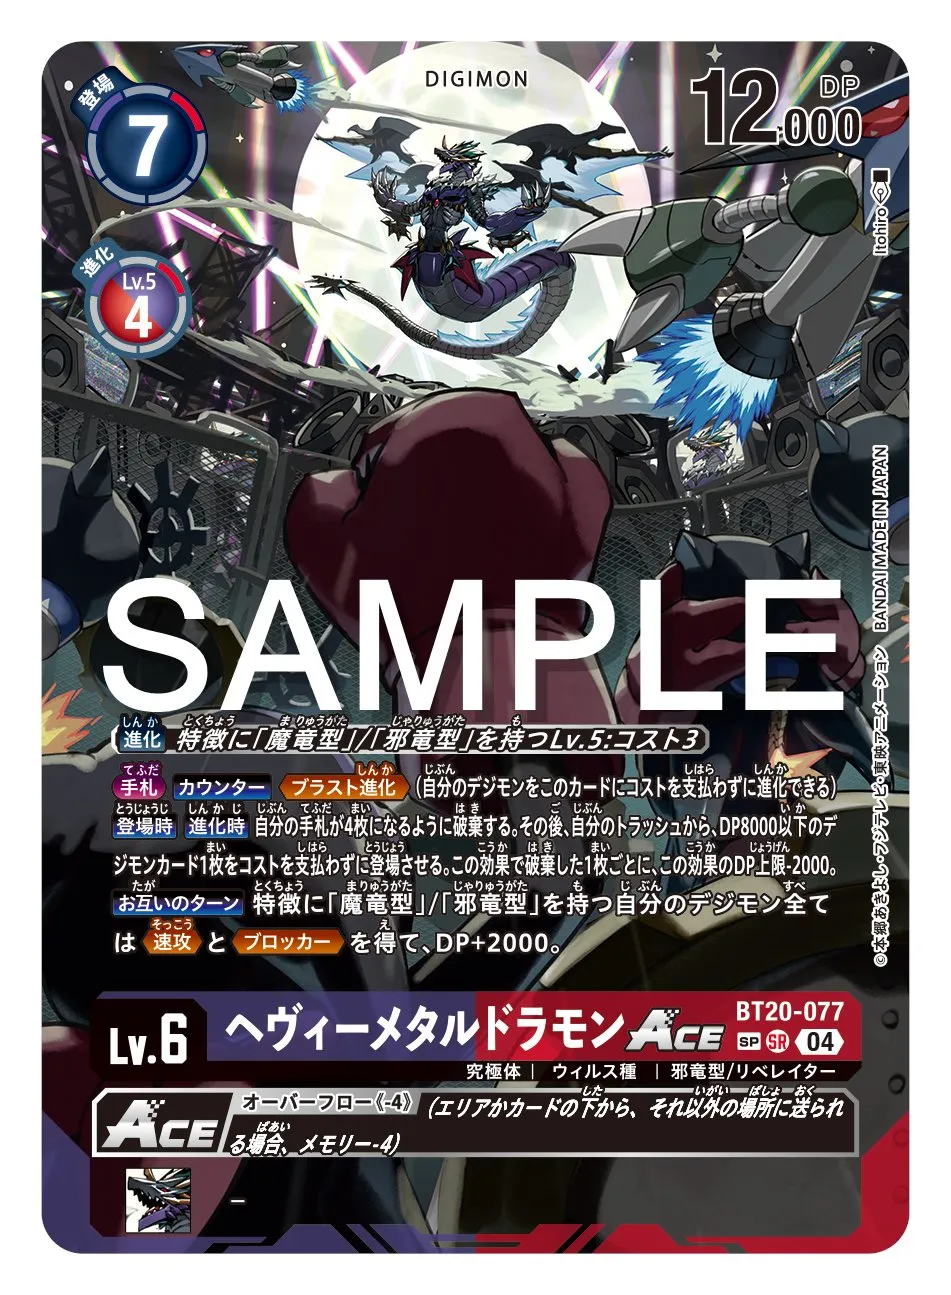 DIGIMON
登場
7
12000 DP
進化
Lv.5
4
Itohiro
SAMPLE
©本郷あきよし・フジテレビ・東映アニメーション BANDAI MADE IN JAPAN
進化 特徴に「魔竜型」/「邪竜型」を持つLv.5:コスト3
手札 カウンター ブラスト進化 (自分のデジモンをこのカードにコストを支払わずに進化できる)
登場時 進化時 自分の手札が4枚になるように破棄する。その後、自分のトラッシュから、DP8000以下のデ
ジモンカード1枚をコストを支払わずに登場させる。この効果で破棄した1枚ごとに、この効果のDP上限-2000。
お互いのターン 特徴に「魔竜型」/「邪竜型」を持つ自分のデジモン全て
は 速攻 と ブロッカー を得て、DP+2000。
Lv.6 ヘヴィーメタルドラモン ACE BT20-077
SP SR 04
究極体 | ウィルス種 | 邪竜型/リベレイター
ACE オーバーフロー《-4》 (エリアかカードの下から、それ以外の場所に送られ
る場合、メモリー-4)
-